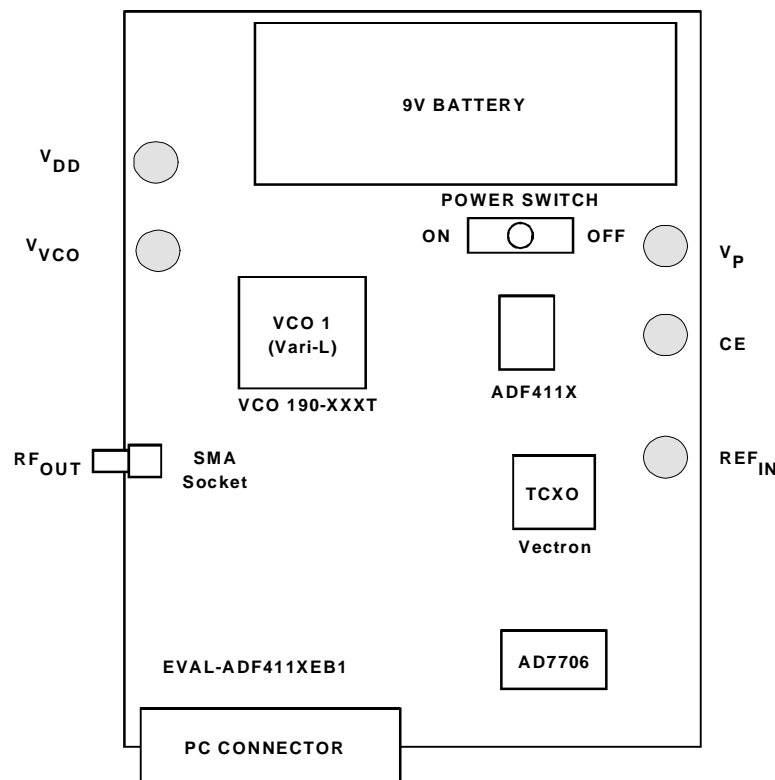 9V BATTERY
VDD
POWER SWITCH
ON
OFF
VVCO
VP
VCO 1
(Vari-L)
CE
VCO 190-XXXT
ADF411X
RFOUT
SMA
Socket
REFIN
TCXO
Vectron
EVAL-ADF411XEB1
AD7706
PC CONNECTOR